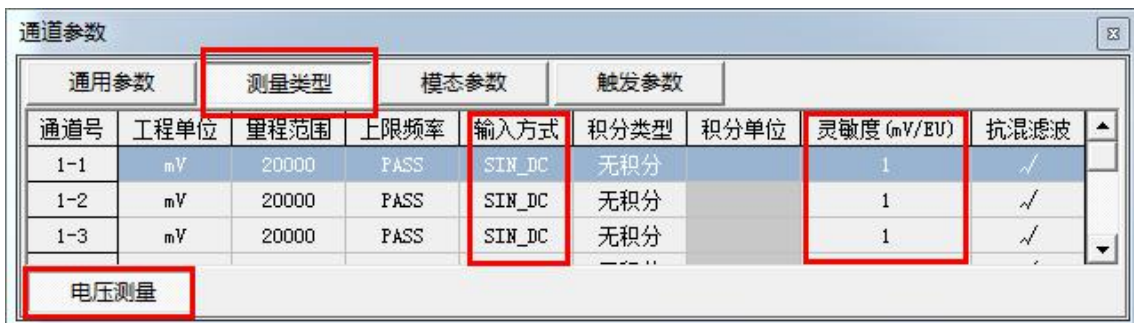 通道参数
通用参数 测量类型 模态参数 触发参数
通道号 工程单位 量程范围 上限频率 输入方式 积分类型 积分单位 灵敏度(mV/EU) 抗混滤波
1-1 mV 20000 PASS SIN_DC 无积分 1 √
1-2 mV 20000 PASS SIN_DC 无积分 1 √
1-3 mV 20000 PASS SIN_DC 无积分 1 √
电压测量